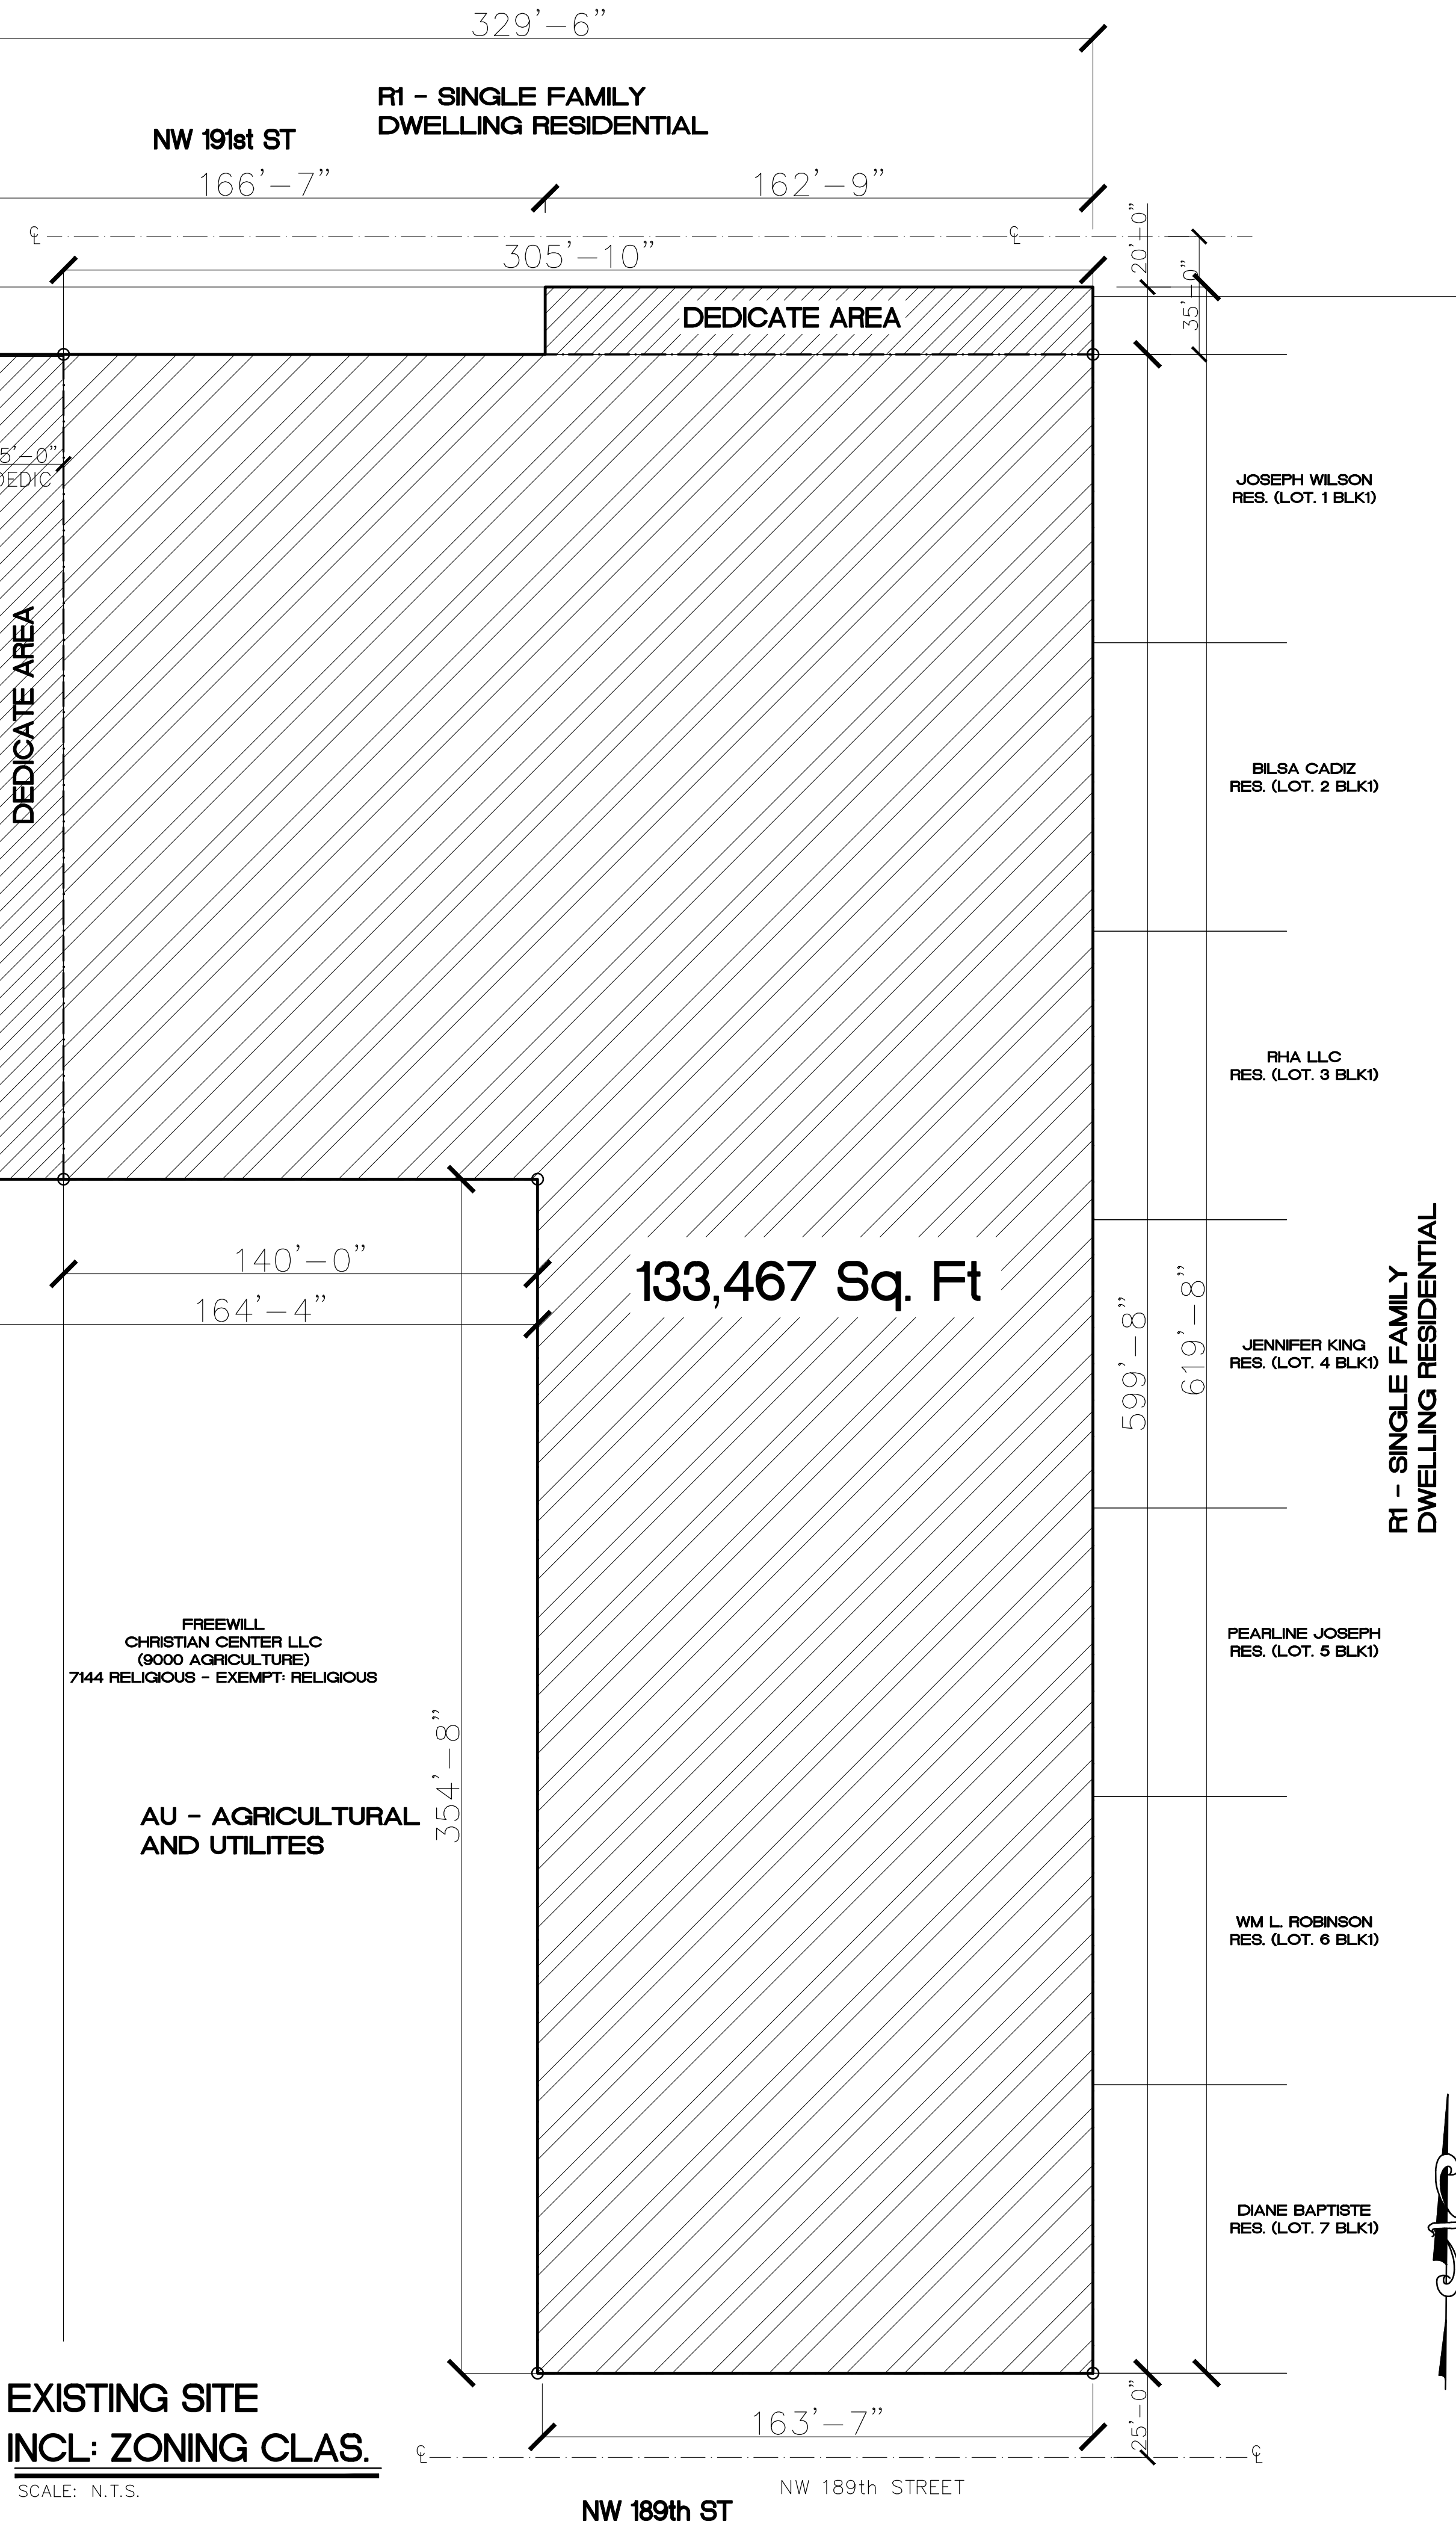 329'-6"
R1 - SINGLE FAMILY
DWELLING RESIDENTIAL
NW 191st ST
166'-7"
162'-9"
20'-0"
℄
℄
305'-10"
35'-0"
DEDICATE AREA
5'-0"
DEDIC
JOSEPH WILSON
RES. (LOT. 1 BLK1)
DEDICATE AREA
BILSA CADIZ
RES. (LOT. 2 BLK1)
RHA LLC
RES. (LOT. 3 BLK1)
140'-0"
133,467 Sq. Ft
164'-4"
599'-8"
619'-8"
JENNIFER KING
RES. (LOT. 4 BLK1)
R1 - SINGLE FAMILY
DWELLING RESIDENTIAL
FREEWILL
CHRISTIAN CENTER LLC
(9000 AGRICULTURE)
7144 RELIGIOUS - EXEMPT: RELIGIOUS
PEARLINE JOSEPH
RES. (LOT. 5 BLK1)
354'-8"
AU - AGRICULTURAL
AND UTILITES
WM L. ROBINSON
RES. (LOT. 6 BLK1)
DIANE BAPTISTE
RES. (LOT. 7 BLK1)
EXISTING SITE
INCL: ZONING CLAS.
SCALE: N.T.S.
163'-7"
25'-0"
℄
℄
NW 189th STREET
NW 189th ST